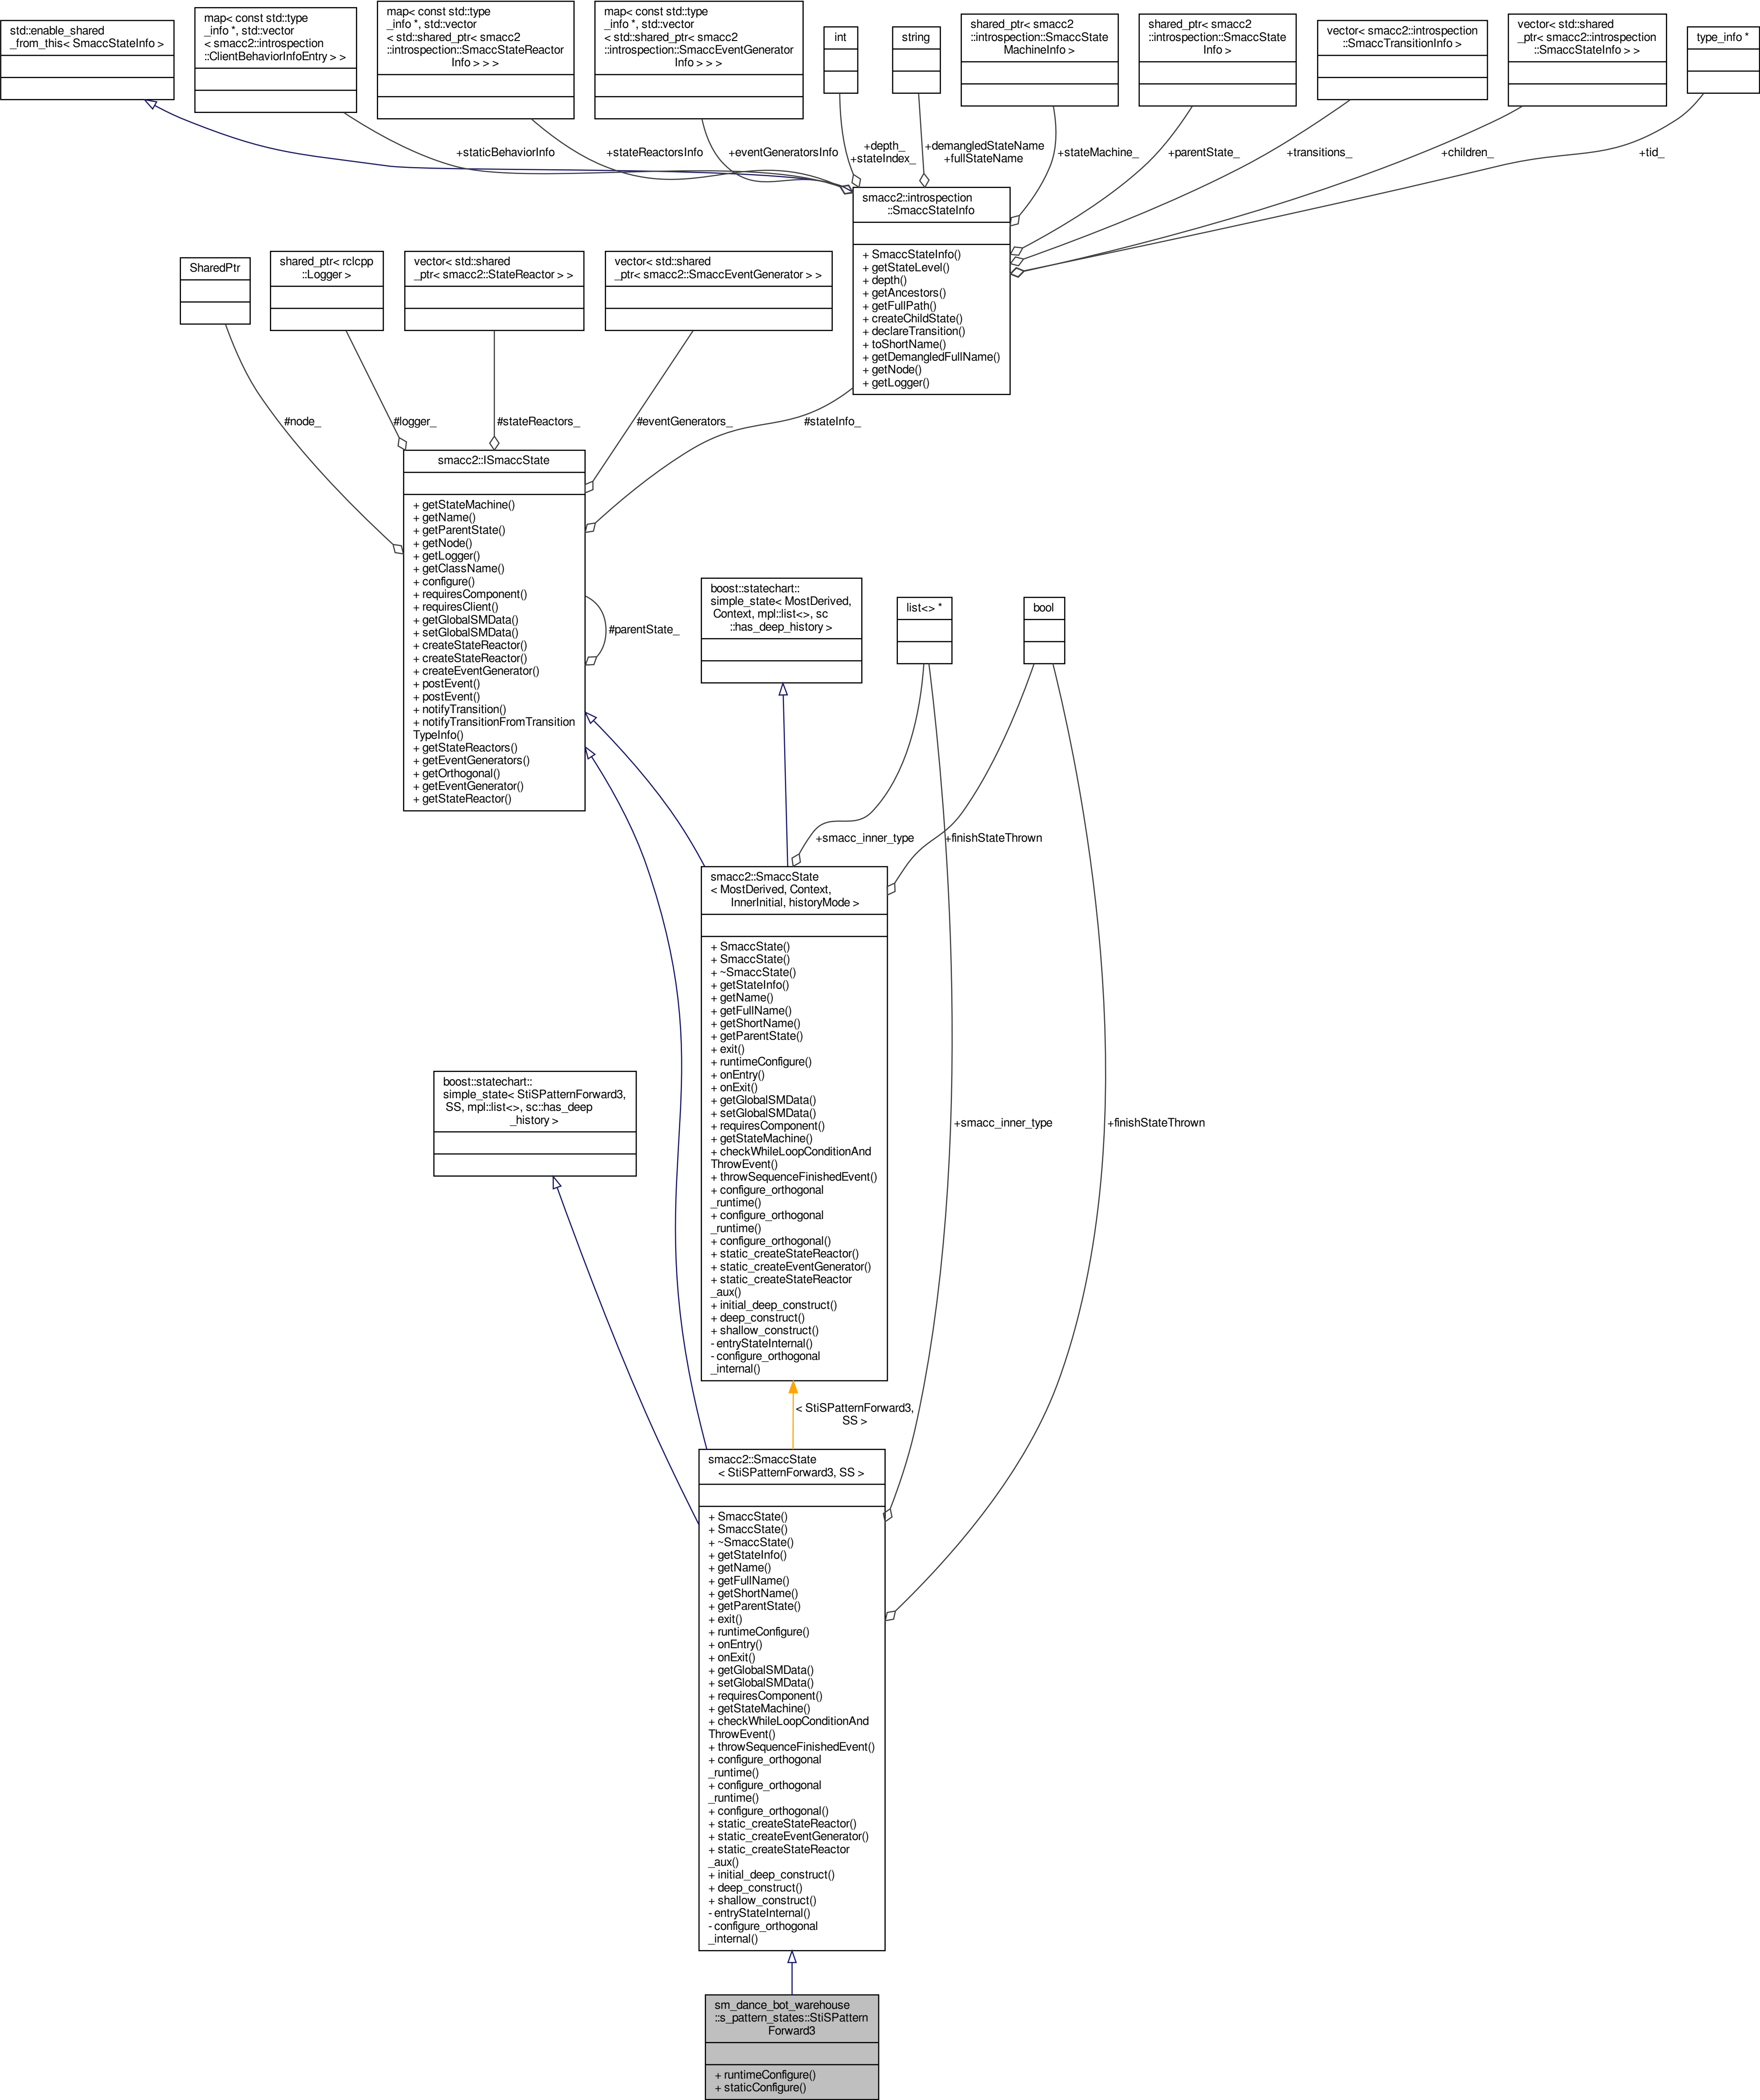 std::enable_shared
_from_this< SmaccStateInfo >
map< const std::type
_info *, std::vector
< smacc2::introspection
::ClientBehaviorInfoEntry > >
map< const std::type
_info *, std::vector
< std::shared_ptr< smacc2
::introspection::SmaccStateReactor
Info > > >
map< const std::type
_info *, std::vector
< std::shared_ptr< smacc2
::introspection::SmaccEventGenerator
Info > > >
int
string
shared_ptr< smacc2
::introspection::SmaccState
MachineInfo >
shared_ptr< smacc2
::introspection::SmaccState
Info >
vector< smacc2::introspection
::SmaccTransitionInfo >
vector< std::shared
_ptr< smacc2::introspection
::SmaccStateInfo > >
type_info *
+staticBehaviorInfo
+stateReactorsInfo
+eventGeneratorsInfo
+depth_
+stateIndex_
+demangledStateName
+fullStateName
+stateMachine_
+parentState_
+transitions_
+children_
+tid_
smacc2::introspection
::SmaccStateInfo
+ SmaccStateInfo()
+ getStateLevel()
+ depth()
+ getAncestors()
+ getFullPath()
+ createChildState()
+ declareTransition()
+ toShortName()
+ getDemangledFullName()
+ getNode()
+ getLogger()
SharedPtr
shared_ptr< rclcpp
::Logger >
vector< std::shared
_ptr< smacc2::StateReactor > >
vector< std::shared
_ptr< smacc2::SmaccEventGenerator > >
#node_
#logger_
#stateReactors_
#eventGenerators_
#stateInfo_
smacc2::ISmaccState
+ getStateMachine()
+ getName()
+ getParentState()
+ getNode()
+ getLogger()
+ getClassName()
+ configure()
+ requiresComponent()
+ requiresClient()
+ getGlobalSMData()
+ setGlobalSMData()
+ createStateReactor()
+ createStateReactor()
+ createEventGenerator()
+ postEvent()
+ postEvent()
+ notifyTransition()
+ notifyTransitionFromTransition
TypeInfo()
+ getStateReactors()
+ getEventGenerators()
+ getOrthogonal()
+ getEventGenerator()
+ getStateReactor()
#parentState_
boost::statechart::
simple_state< MostDerived,
Context, mpl::list<>, sc
::has_deep_history >
list<> *
bool
+smacc_inner_type
+finishStateThrown
smacc2::SmaccState
< MostDerived, Context,
InnerInitial, historyMode >
+ SmaccState()
+ SmaccState()
+ ~SmaccState()
+ getStateInfo()
+ getName()
+ getFullName()
+ getShortName()
+ getParentState()
+ exit()
+ runtimeConfigure()
+ onEntry()
+ onExit()
+ getGlobalSMData()
+ setGlobalSMData()
+ requiresComponent()
+ getStateMachine()
+ checkWhileLoopConditionAnd
ThrowEvent()
+ throwSequenceFinishedEvent()
+ configure_orthogonal
_runtime()
+ configure_orthogonal
_runtime()
+ configure_orthogonal()
+ static_createStateReactor()
+ static_createEventGenerator()
+ static_createStateReactor
_aux()
+ initial_deep_construct()
+ deep_construct()
+ shallow_construct()
- entryStateInternal()
- configure_orthogonal
_internal()
boost::statechart::
simple_state< StiSPatternForward3,
SS, mpl::list<>, sc::has_deep
_history >
+smacc_inner_type
+finishStateThrown
< StiSPatternForward3,
SS >
smacc2::SmaccState
< StiSPatternForward3, SS >
+ SmaccState()
+ SmaccState()
+ ~SmaccState()
+ getStateInfo()
+ getName()
+ getFullName()
+ getShortName()
+ getParentState()
+ exit()
+ runtimeConfigure()
+ onEntry()
+ onExit()
+ getGlobalSMData()
+ setGlobalSMData()
+ requiresComponent()
+ getStateMachine()
+ checkWhileLoopConditionAnd
ThrowEvent()
+ throwSequenceFinishedEvent()
+ configure_orthogonal
_runtime()
+ configure_orthogonal
_runtime()
+ configure_orthogonal()
+ static_createStateReactor()
+ static_createEventGenerator()
+ static_createStateReactor
_aux()
+ initial_deep_construct()
+ deep_construct()
+ shallow_construct()
- entryStateInternal()
- configure_orthogonal
_internal()
sm_dance_bot_warehouse
::s_pattern_states::StiSPattern
Forward3
+ runtimeConfigure()
+ staticConfigure()